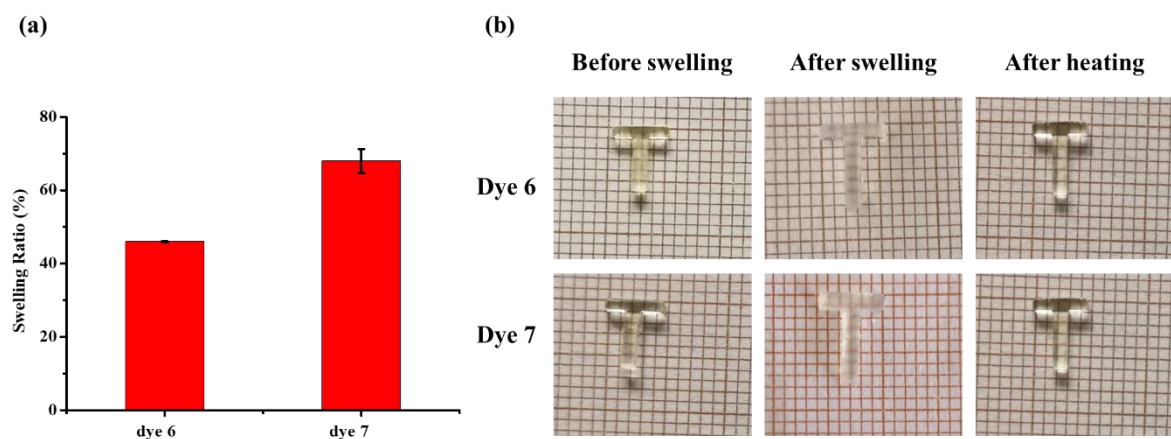 (a)
(b)
Before swelling
After swelling
After heating
80
60
40
20
0
Swelling Ratio (%)
dye 6
dye 7
Dye 6
Dye 7